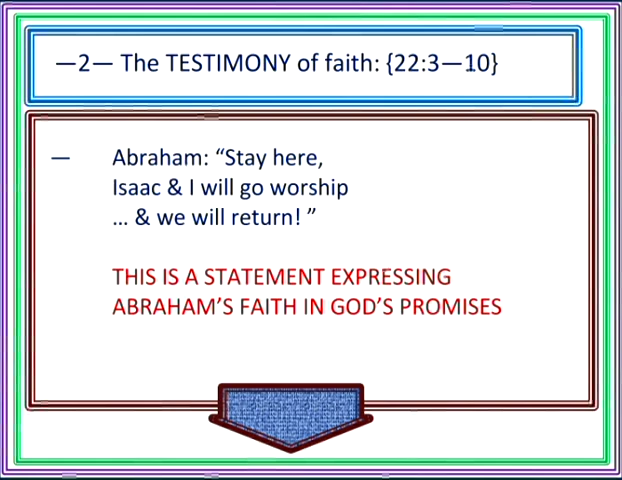 —2— The TESTIMONY of faith: {22:3—10}
— Abraham: “Stay here,
Isaac & I will go worship
… & we will return! ”
THIS IS A STATEMENT EXPRESSING
ABRAHAM’S FAITH IN GOD’S PROMISES